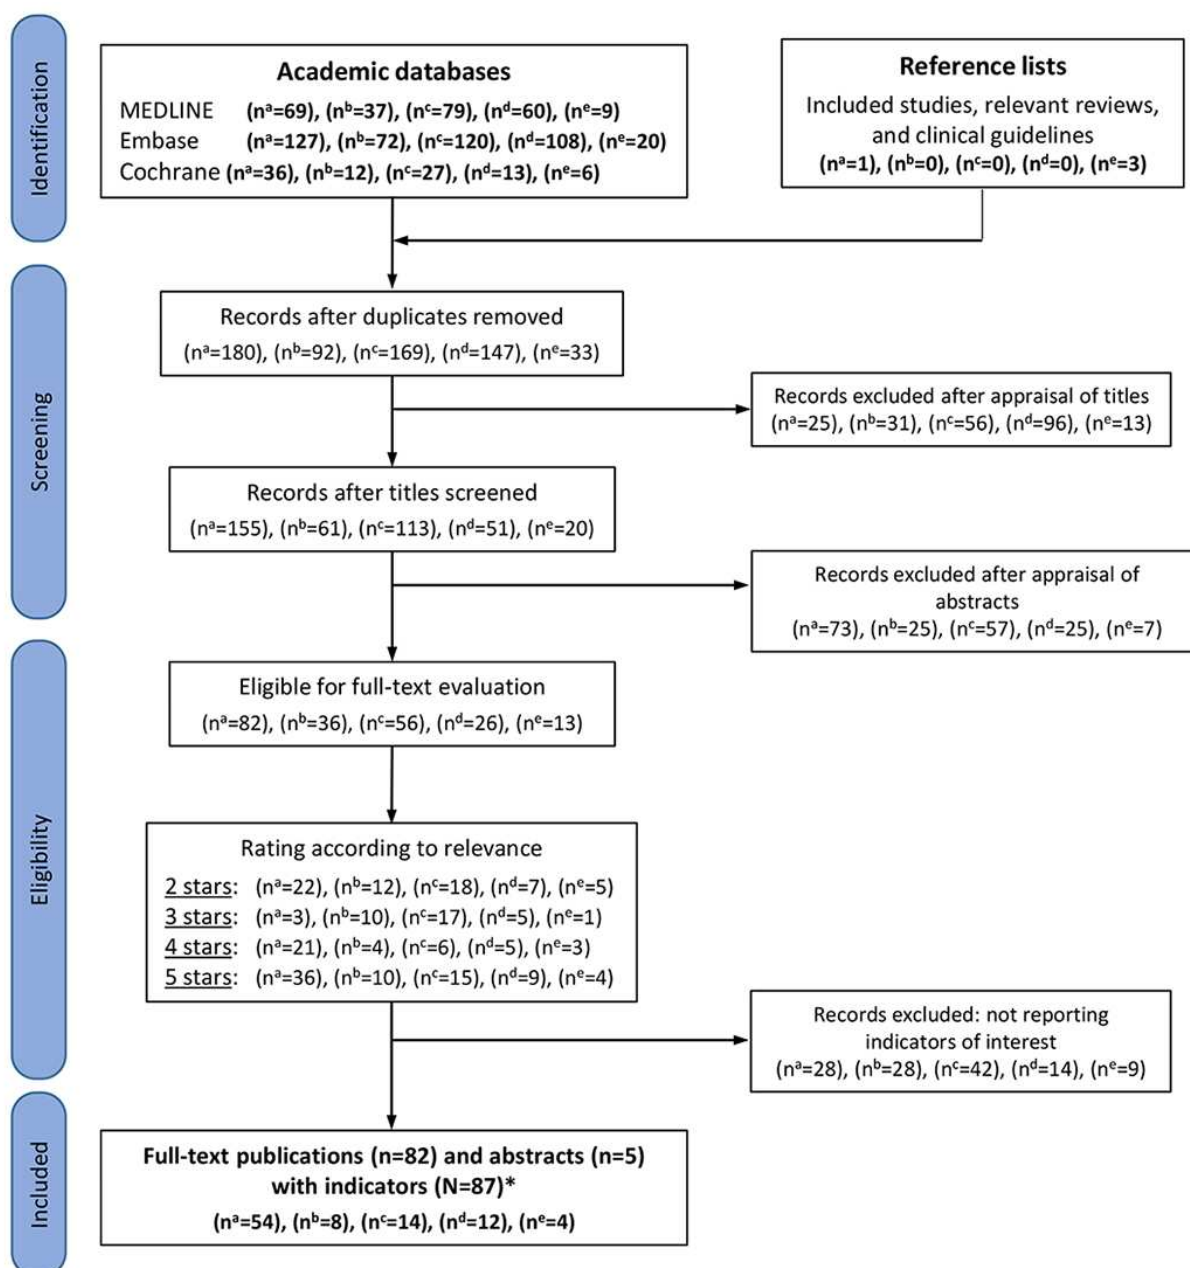 Identification
Academic databases
MEDLINE (nᵃ=69), (nᵇ=37), (nᶜ=79), (nᵈ=60), (nᵉ=9)
Embase (nᵃ=127), (nᵇ=72), (nᶜ=120), (nᵈ=108), (nᵉ=20)
Cochrane (nᵃ=36), (nᵇ=12), (nᶜ=27), (nᵈ=13), (nᵉ=6)
Reference lists
Included studies, relevant reviews,
and clinical guidelines
(nᵃ=1), (nᵇ=0), (nᶜ=0), (nᵈ=0), (nᵉ=3)
Screening
Records after duplicates removed
(nᵃ=180), (nᵇ=92), (nᶜ=169), (nᵈ=147), (nᵉ=33)
Records excluded after appraisal of titles
(nᵃ=25), (nᵇ=31), (nᶜ=56), (nᵈ=96), (nᵉ=13)
Records after titles screened
(nᵃ=155), (nᵇ=61), (nᶜ=113), (nᵈ=51), (nᵉ=20)
Records excluded after appraisal of
abstracts
(nᵃ=73), (nᵇ=25), (nᶜ=57), (nᵈ=25), (nᵉ=7)
Eligibility
Eligible for full-text evaluation
(nᵃ=82), (nᵇ=36), (nᶜ=56), (nᵈ=26), (nᵉ=13)
Rating according to relevance
2 stars: (nᵃ=22), (nᵇ=12), (nᶜ=18), (nᵈ=7), (nᵉ=5)
3 stars: (nᵃ=3), (nᵇ=10), (nᶜ=17), (nᵈ=5), (nᵉ=1)
4 stars: (nᵃ=21), (nᵇ=4), (nᶜ=6), (nᵈ=5), (nᵉ=3)
5 stars: (nᵃ=36), (nᵇ=10), (nᶜ=15), (nᵈ=9), (nᵉ=4)
Records excluded: not reporting
indicators of interest
(nᵃ=28), (nᵇ=28), (nᶜ=42), (nᵈ=14), (nᵉ=9)
Included
Full-text publications (n=82) and abstracts (n=5)
with indicators (N=87)*
(nᵃ=54), (nᵇ=8), (nᶜ=14), (nᵈ=12), (nᵉ=4)